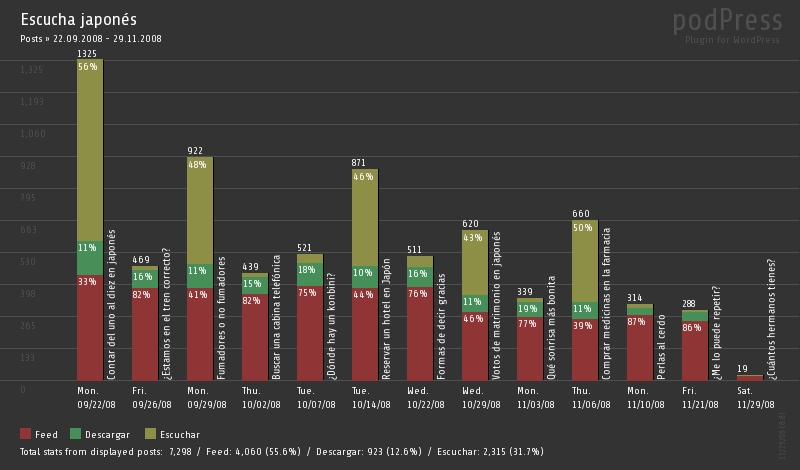 Escucha japonés
Posts » 22.09.2008 - 29.11.2008
podPress
Plugin for WordPress
1,325
1,193
1,060
928
795
663
530
398
265
133
0
1325
56%
11%
33%
Contar del uno al diez en japonés
469
16%
82%
¿Estamos en el tren correcto?
922
48%
11%
41%
Fumadores o no fumadores
439
15%
82%
Buscar una cabina telefónica
521
18%
75%
¿Dónde hay un konbini?
871
46%
10%
44%
Reservar un hotel en Japón
511
16%
76%
Formas de decir gracias
620
43%
11%
46%
Votos de matrimonio en japonés
339
19%
77%
Qué sonrisa más bonita
660
50%
11%
39%
Comprar medicinas en la farmacia
314
87%
Perlas al cerdo
288
86%
¿Me lo puede repetir?
19
¿Cuántos hermanos tienes?
Mon. Fri. Mon. Thu. Tue. Tue. Wed. Wed. Mon. Thu. Mon. Fri. Sat.
09/22/08 09/26/08 09/29/08 10/02/08 10/07/08 10/14/08 10/22/08 10/29/08 11/03/08 11/06/08 11/10/08 11/21/08 11/29/08
Feed Descargar Escuchar
Total stats from displayed posts: 7,298 / Feed: 4,060 (55.6%) / Descargar: 923 (12.6%) / Escuchar: 2,315 (31.7%)